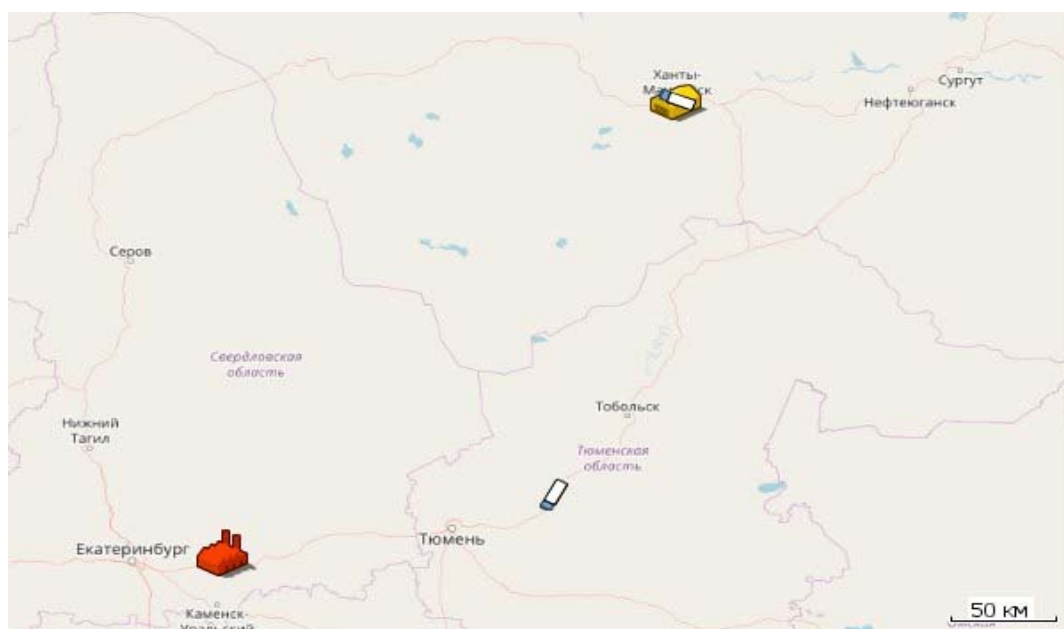 Ханты-
Сургут
Нефтеюганск
Серов
Свердловская
область
Тобольск
Нижний
Тагил
Тюменская
область
Тюмень
Екатеринбург
Каменск-
50 км